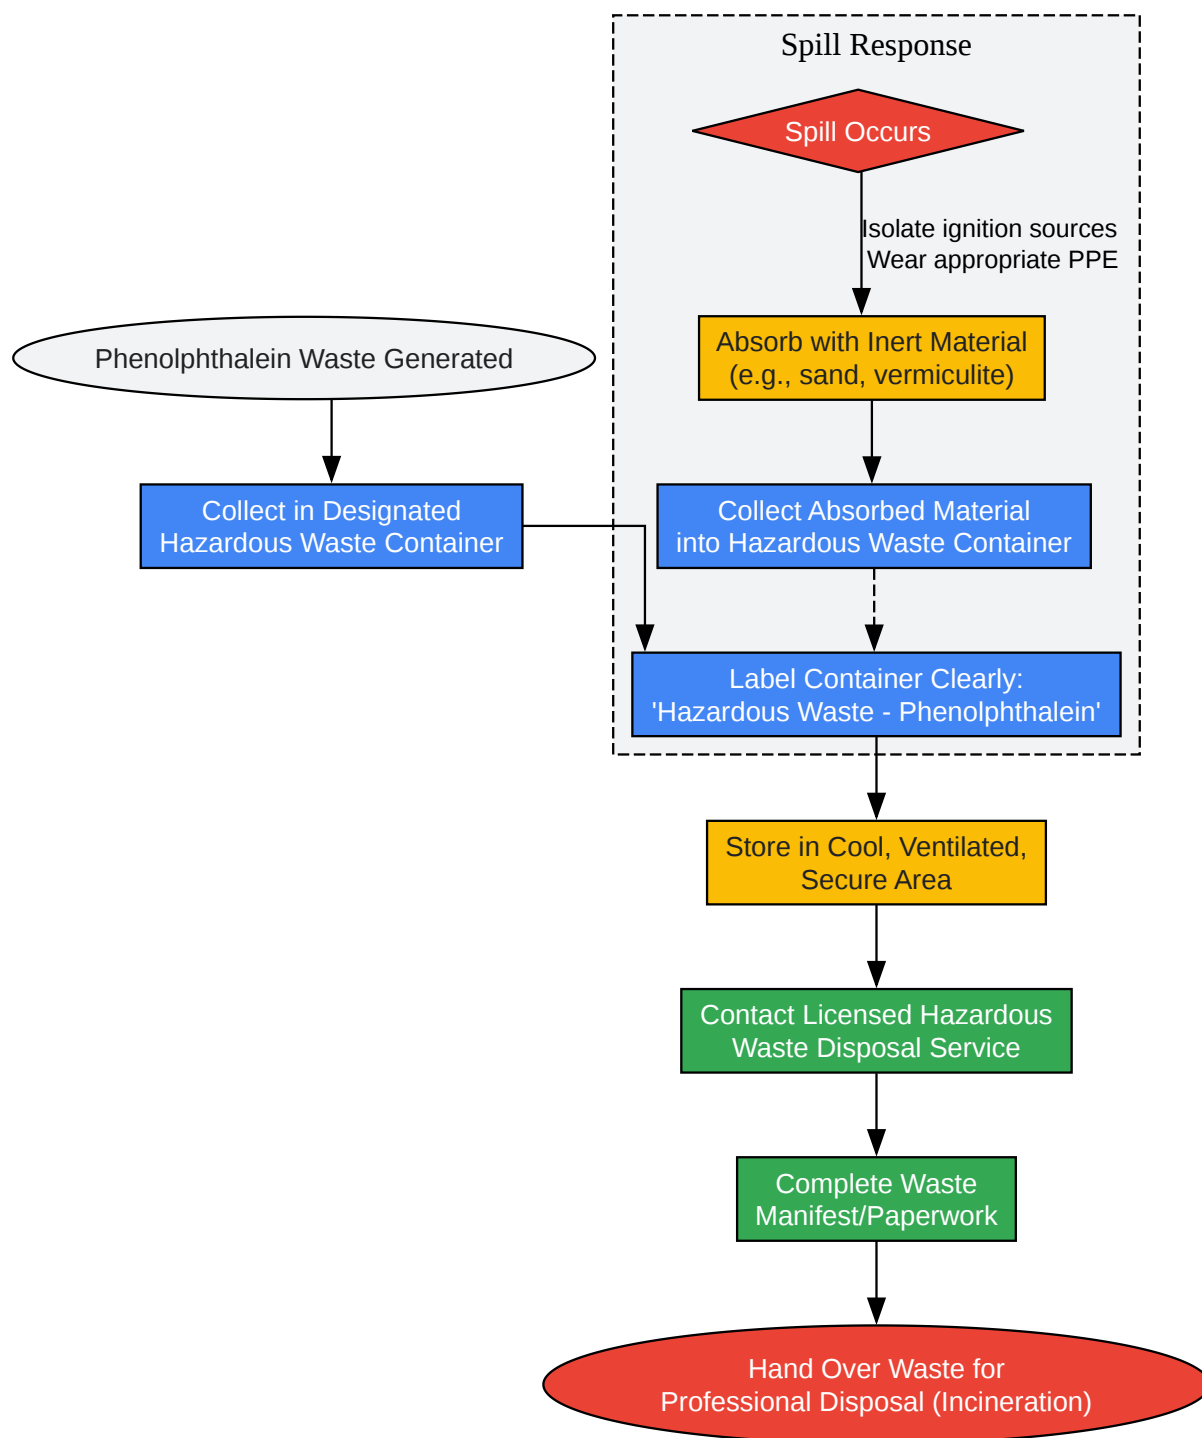 Spill Response
Spill Occurs
Isolate ignition sources
Wear appropriate PPE
Phenolphthalein Waste Generated
Absorb with Inert Material
(e.g., sand, vermiculite)
Collect in Designated
Hazardous Waste Container
Collect Absorbed Material
into Hazardous Waste Container
Label Container Clearly:
'Hazardous Waste - Phenolphthalein'
Store in Cool, Ventilated,
Secure Area
Contact Licensed Hazardous
Waste Disposal Service
Complete Waste
Manifest/Paperwork
Hand Over Waste for
Professional Disposal (Incineration)